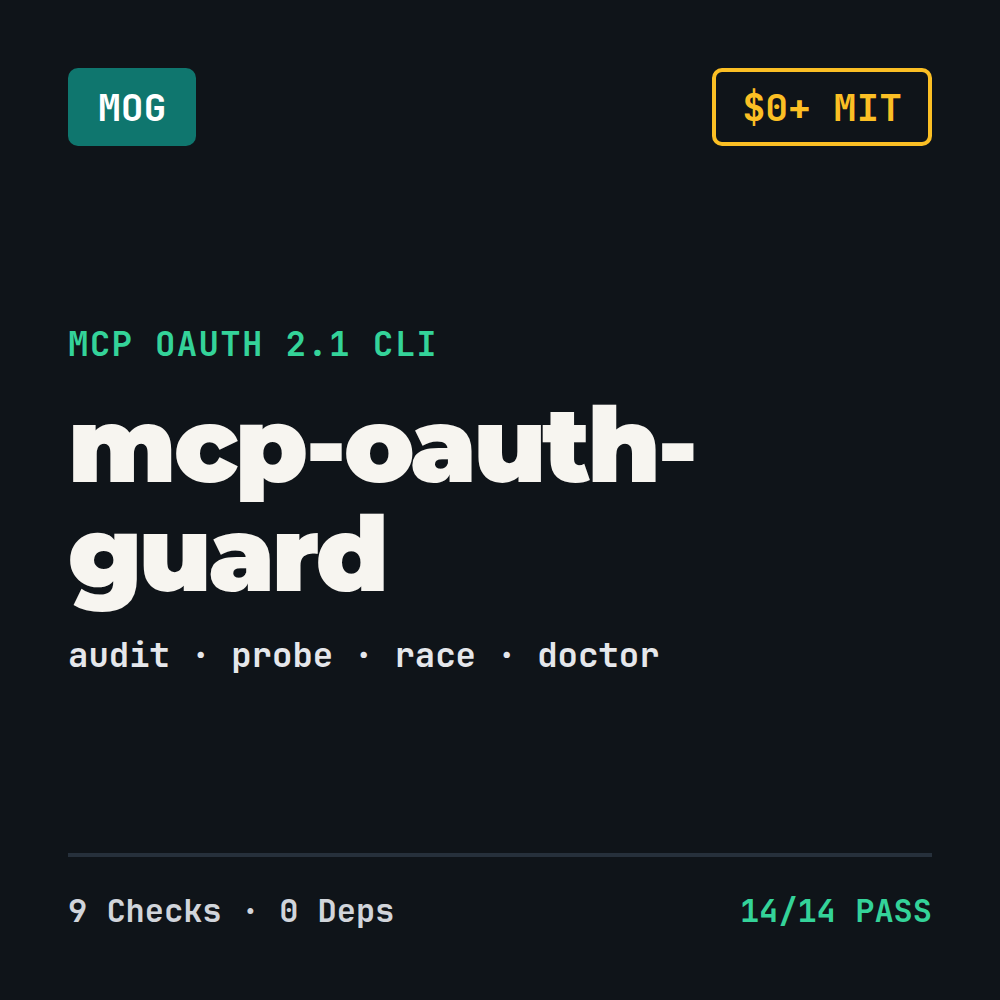 MOG
$0+ MIT
MCP OAUTH 2.1 CLI
mcp-oauth-
guard
audit · probe · race · doctor
9 Checks · 0 Deps
14/14 PASS